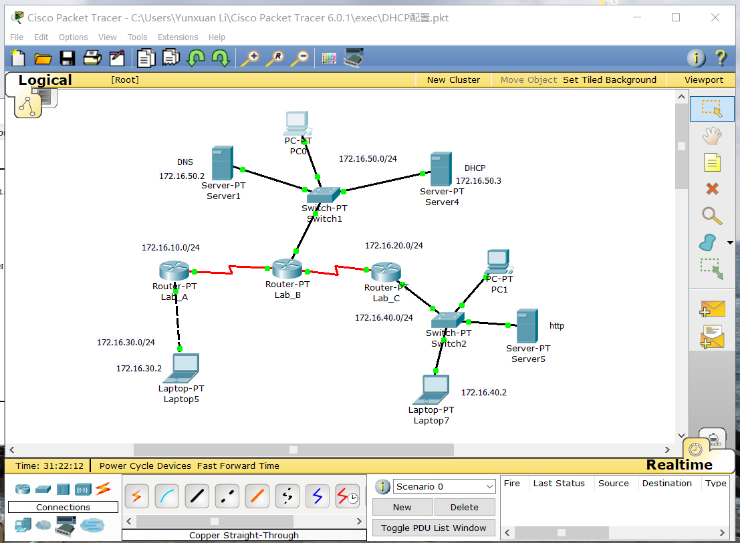 Cisco Packet Tracer - C:\Users\Yunxuan Li\Cisco Packet Tracer 6.0.1\exec\DHCP配置.pkt
File Edit Options View Tools Extensions Help
Logical [Root] New Cluster Move Object Set Tiled Background Viewport
PC-PT
PC0
DNS
172.16.50.2
Server-PT
Server1
172.16.50.0/24
DHCP
172.16.50.3
Server-PT
Server4
Switch-PT
Switch1
172.16.10.0/24
172.16.20.0/24
Router-PT
Lab_A
Router-PT
Lab_B
Router-PT
Lab_C
PC-PT
PC1
172.16.40.0/24
Switch-PT
Switch2
http
Server-PT
Server5
172.16.30.0/24
172.16.30.2
Laptop-PT
Laptop5
172.16.40.2
Laptop-PT
Laptop7
Time: 31:22:12 Power Cycle Devices Fast Forward Time Realtime
Connections
Copper Straight-Through
Scenario 0
New Delete
Toggle PDU List Window
Fire Last Status Source Destination Type